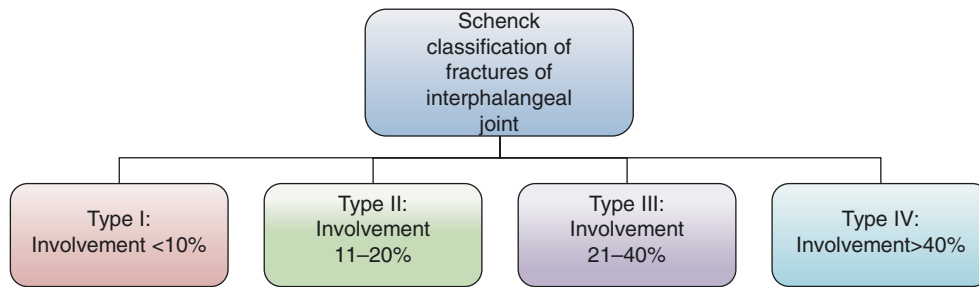 Schenck
classification of
fractures of
interphalangeal
joint
Type I:
Involvement <10%
Type II:
Involvement
11–20%
Type III:
Involvement
21–40%
Type IV:
Involvement>40%